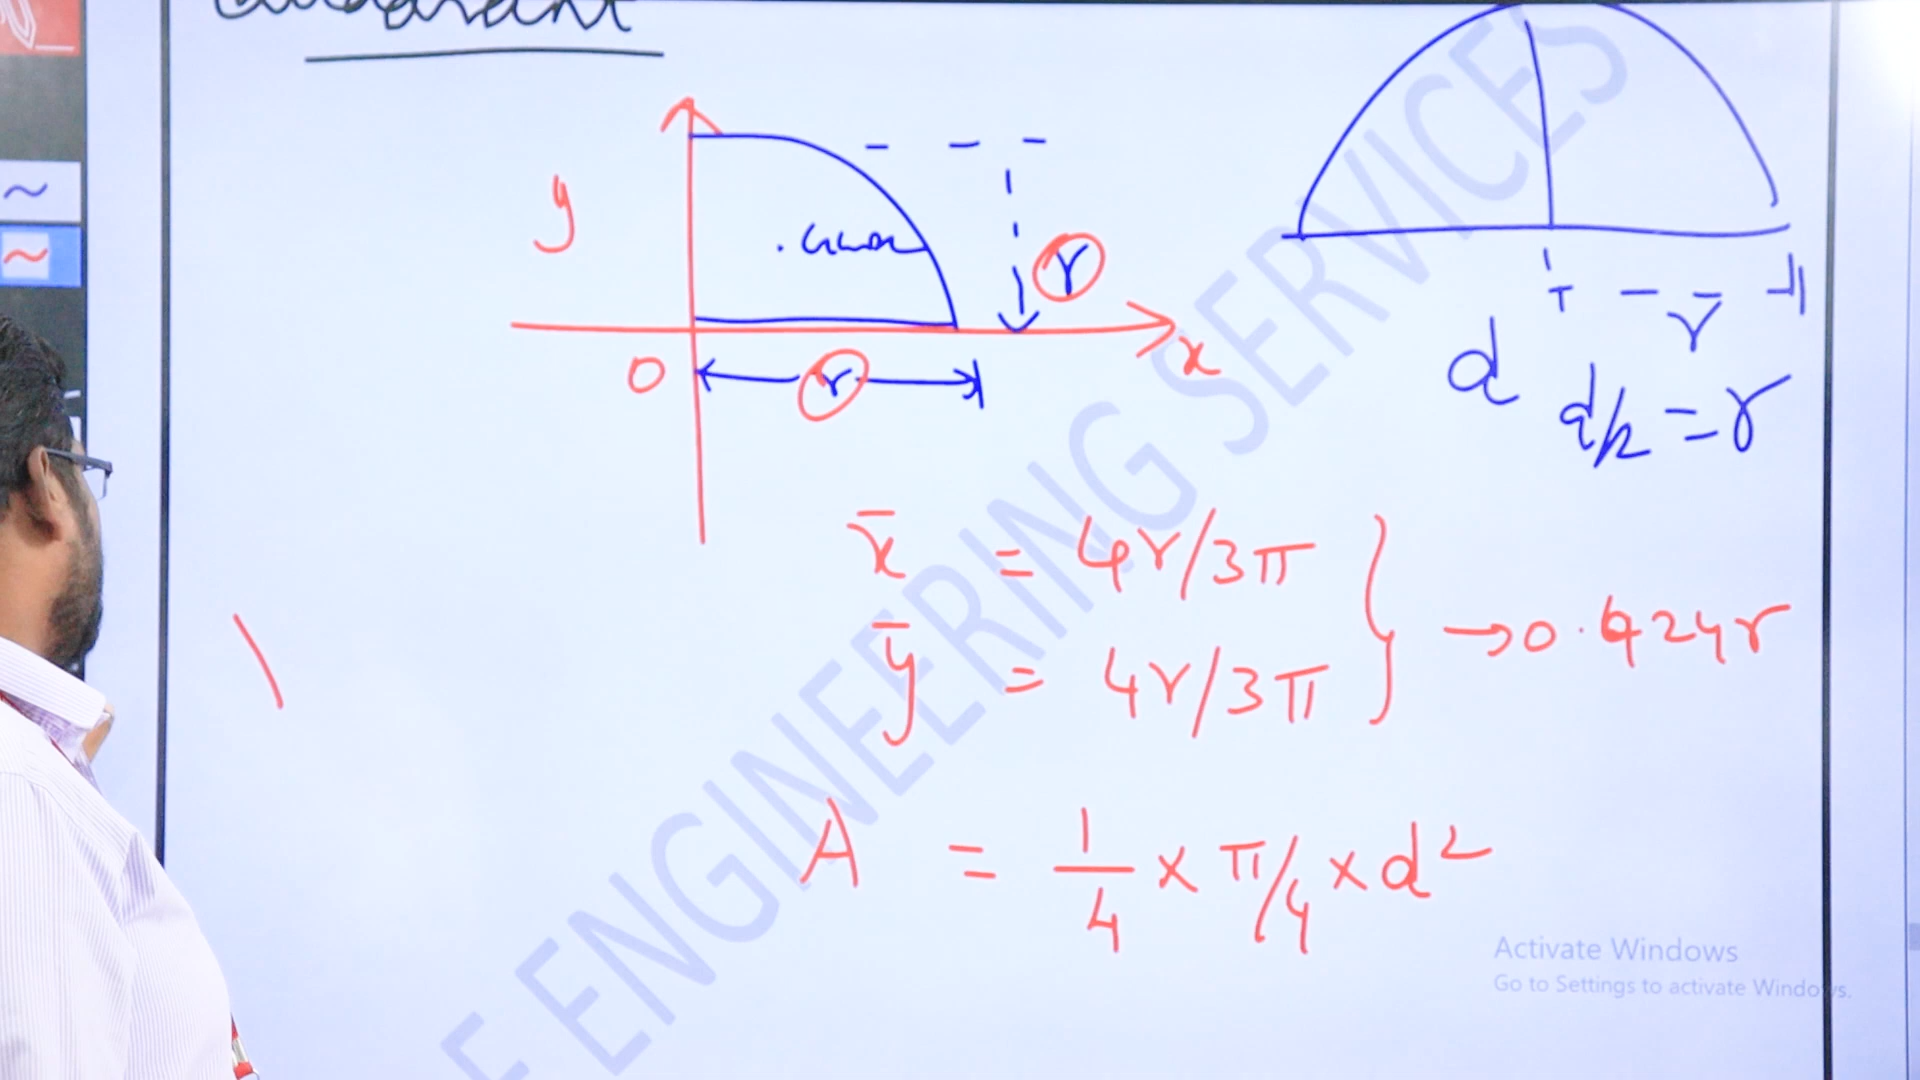 Quadrant
y
r
x
0
r
r
d
d/2 = r
x̄ = 4r/3π
ȳ = 4r/3π
→ 0.424r
A = 1/4 × π/4 × d²
E ENGINEERING SERVICES
Activate Windows
Go to Settings to activate Windows.